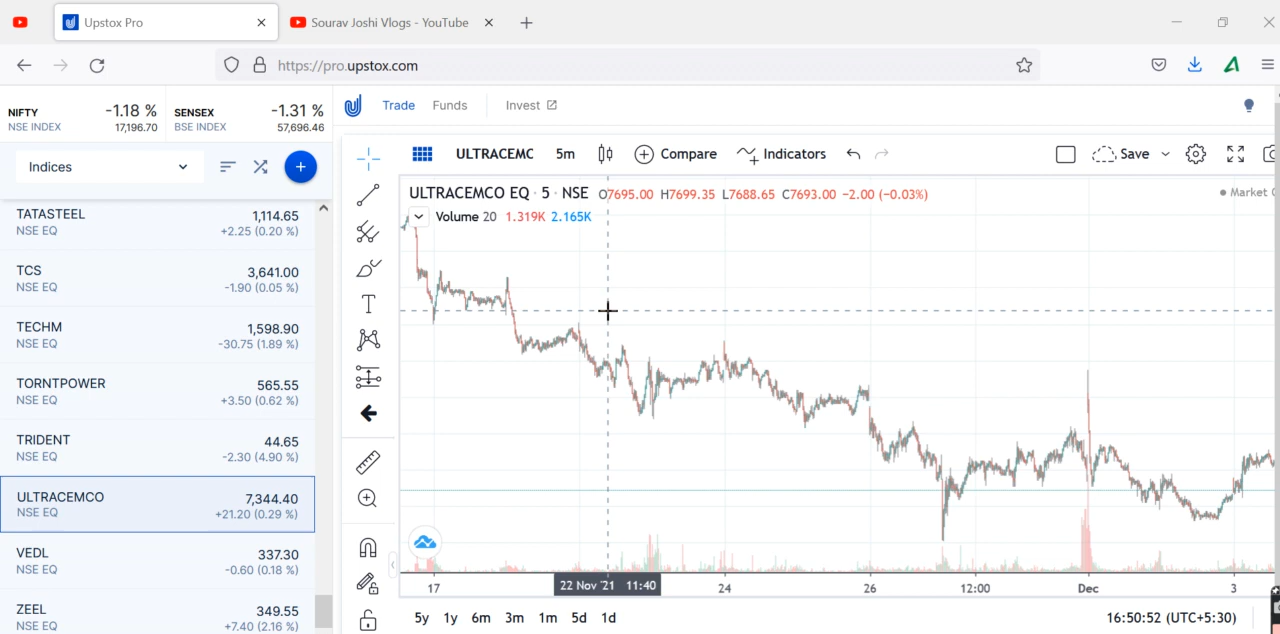 Upstox Pro
Sourav Joshi Vlogs - YouTube
https://pro.upstox.com
NIFTY -1.18 %
NSE INDEX 17,196.70
SENSEX -1.31 %
BSE INDEX 57,696.46
Trade Funds Invest
Indices
ULTRACEMC 5m Compare Indicators Save
TATASTEEL 1,114.65
NSE EQ +2.25 (0.20 %)
TCS 3,641.00
NSE EQ -1.90 (0.05 %)
TECHM 1,598.90
NSE EQ -30.75 (1.89 %)
TORNTPOWER 565.55
NSE EQ +3.50 (0.62 %)
TRIDENT 44.65
NSE EQ -2.30 (4.90 %)
ULTRACEMCO 7,344.40
NSE EQ +21.20 (0.29 %)
VEDL 337.30
NSE EQ -0.60 (0.18 %)
ZEEL 349.55
NSE EQ +7.40 (2.16 %)
ULTRACEMCO EQ · 5 · NSE O7695.00 H7699.35 L7688.65 C7693.00 -2.00 (-0.03%)
Market
Volume 20 1.319K 2.165K
17 22 Nov '21 11:40 24 26 12:00 Dec 3
5y 1y 6m 3m 1m 5d 1d 16:50:52 (UTC+5:30)